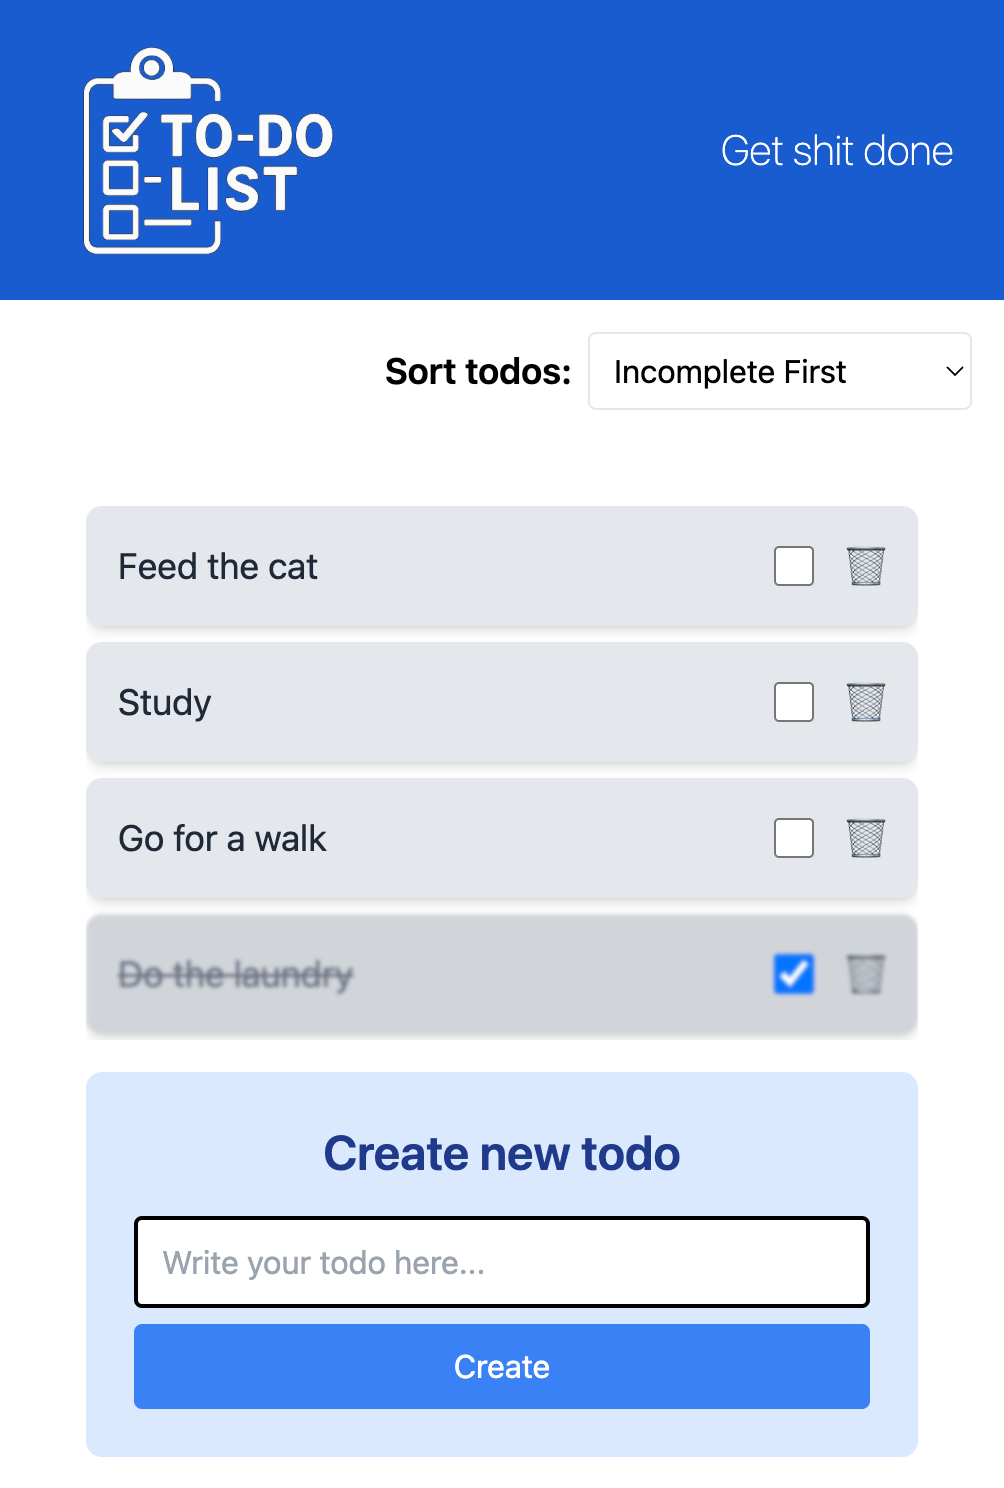 TO-DO
-LIST
Get shit done
Sort todos: Incomplete First
Feed the cat
Study
Go for a walk
Do the laundry
Create new todo
Write your todo here...
Create